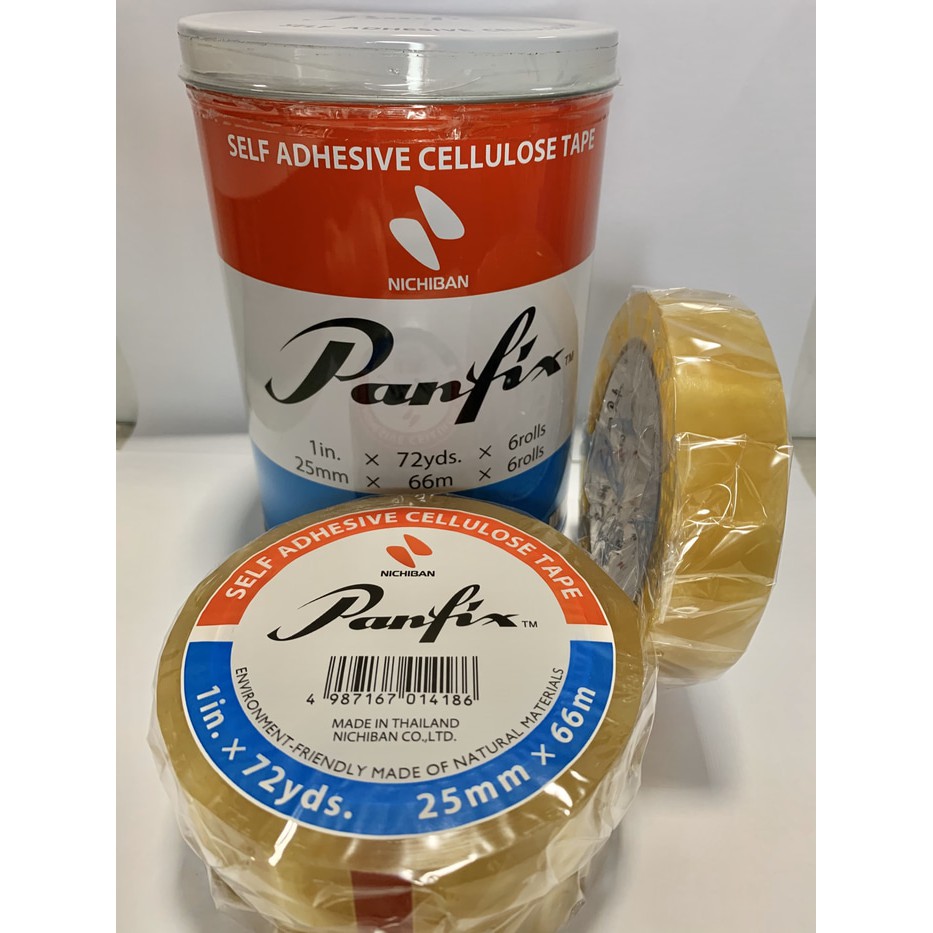 SELF ADHESIVE CELLULOSE TAPE
NICHIBAN
Panfix™
1in. × 72yds. × 6rolls
25mm × 66m × 6rolls
SELF ADHESIVE CELLULOSE TAPE
NICHIBAN
Panfix™
4 987167 014186
MADE IN THAILAND
NICHIBAN CO.,LTD.
ENVIRONMENT-FRIENDLY MADE OF NATURAL MATERIALS
1in. × 72yds. 25mm × 66m